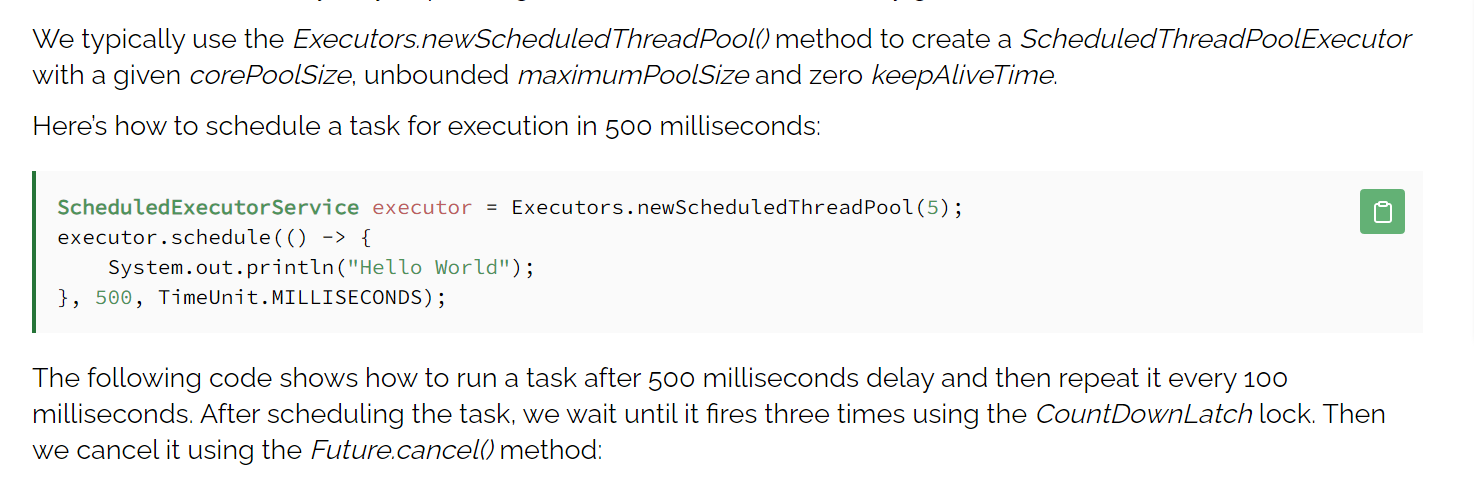 We typically use the Executors.newScheduledThreadPool() method to create a ScheduledThreadPoolExecutor
with a given corePoolSize, unbounded maximumPoolSize and zero keepAliveTime.
Here’s how to schedule a task for execution in 500 milliseconds:
ScheduledExecutorService executor = Executors.newScheduledThreadPool(5);
executor.schedule(() -> {
    System.out.println("Hello World");
}, 500, TimeUnit.MILLISECONDS);
The following code shows how to run a task after 500 milliseconds delay and then repeat it every 100
milliseconds. After scheduling the task, we wait until it fires three times using the CountDownLatch lock. Then
we cancel it using the Future.cancel() method: